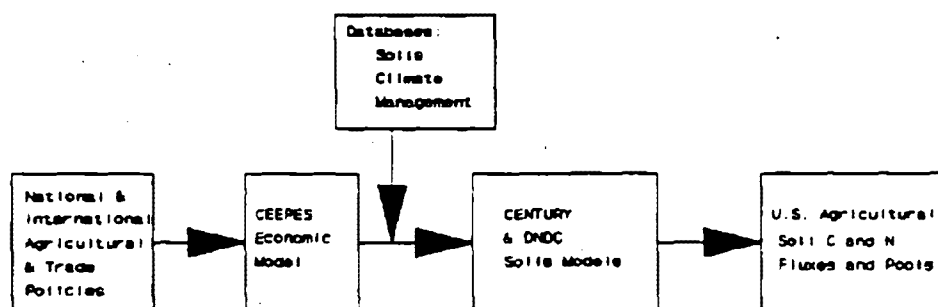 Databases:
Soils
Climate
Management
National &
International
Agricultural
& Trade
Policies
CEEPES
Economic
Model
CENTURY
& DNDC
Soils Models
U.S. Agricultural
Soil C and N
Fluxes and Pools